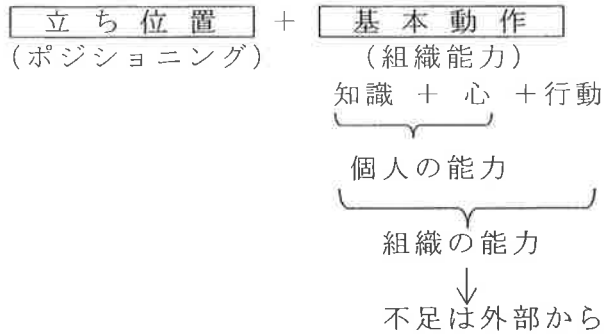 立ち位置 + 基本動作
(ポジショニング) (組織能力)
知識 + 心 +行動
個人の能力
組織の能力
↓
不足は外部から